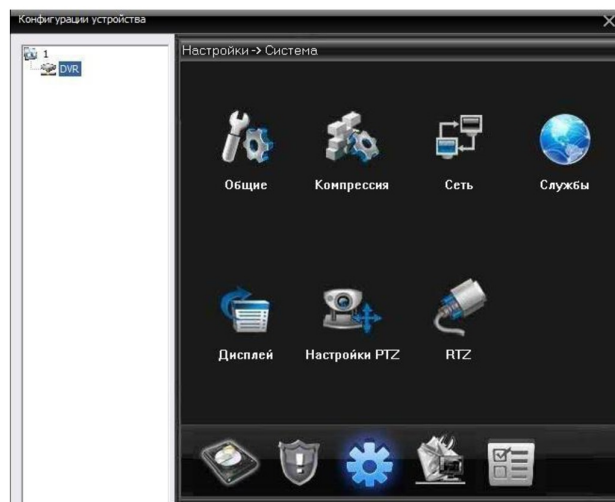 Конфигурации устройства
1
DVR
Настройки-> Система
Общие
Компрессия
Сеть
Службы
Дисплей
Настройки PTZ
RTZ